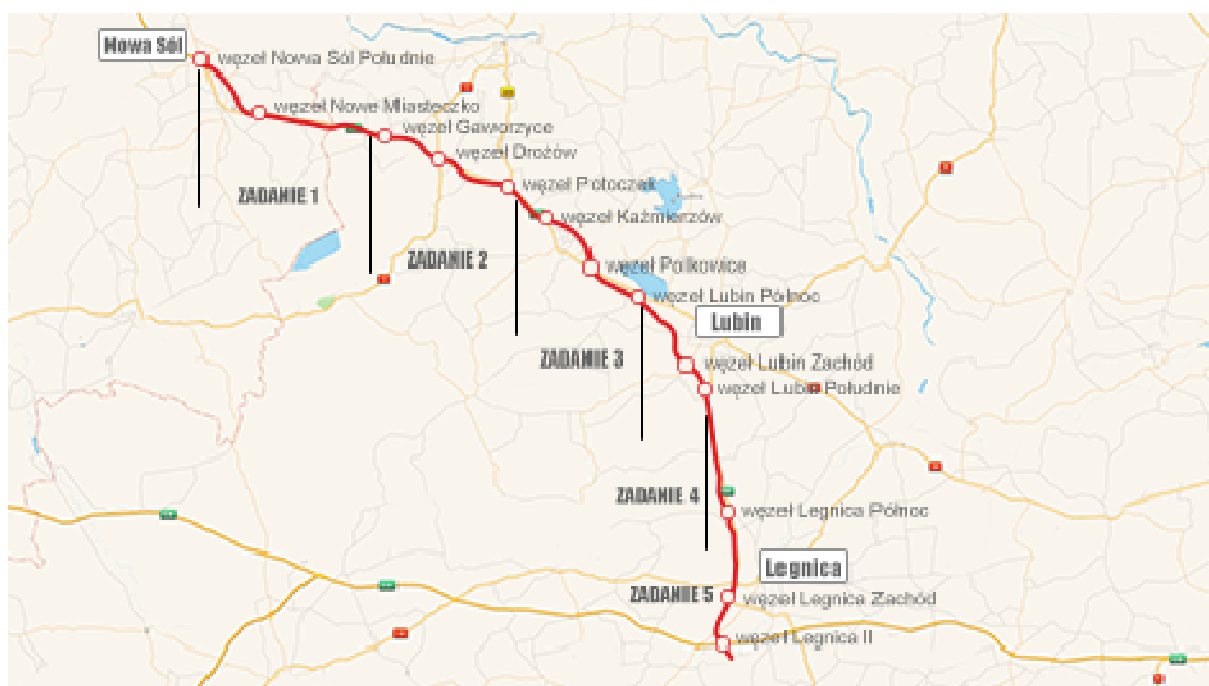 Nowa Sól
węzeł Nowa Sól Południe
węzeł Nowe Miasteczko
węzeł Gaworzyce
węzeł Drożów
węzeł Potoczek
ZADANIE 1
węzeł Kaźmierzów
ZADANIE 2
węzeł Polkowice
węzeł Lubin Północ
Lubin
ZADANIE 3
węzeł Lubin Zachód
węzeł Lubin Południe
ZADANIE 4
węzeł Legnica Północ
Legnica
ZADANIE 5
węzeł Legnica Zachód
węzeł Legnica II